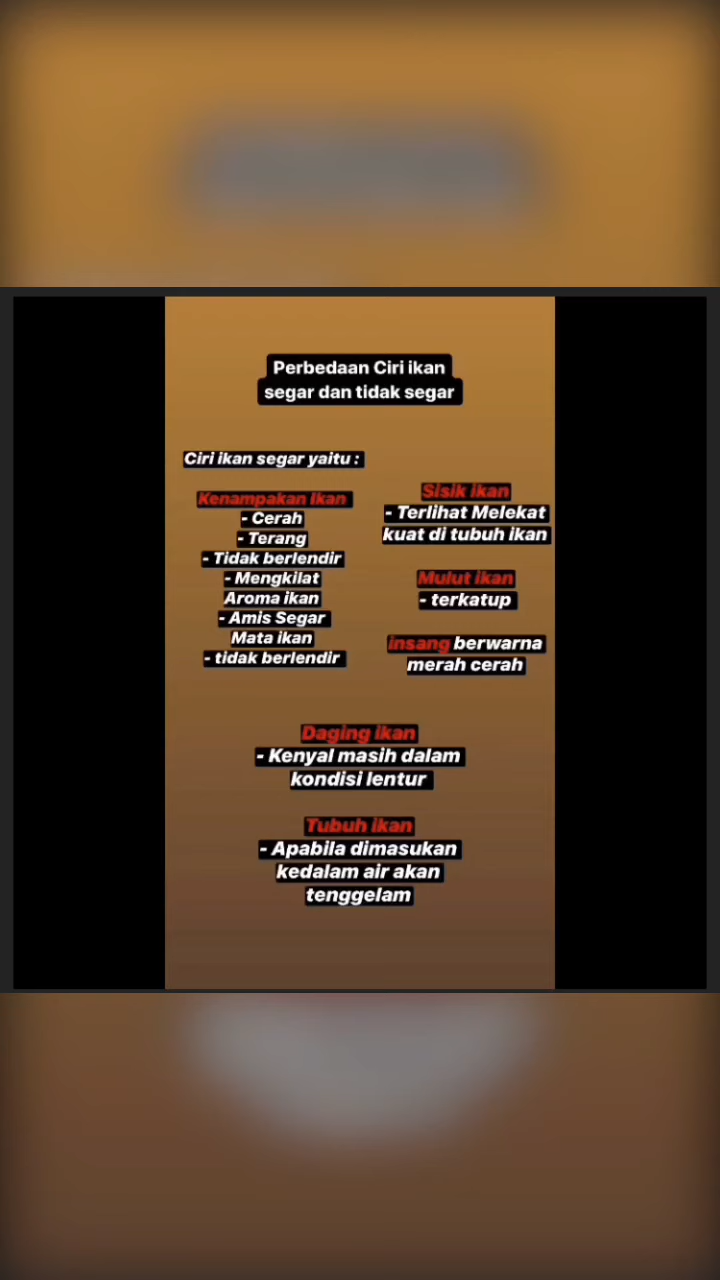 Perbedaan Ciri ikan
segar dan tidak segar
Ciri ikan segar yaitu :
Kenampakan Ikan
- Cerah
- Terang
- Tidak berlendir
- Mengkilat
Aroma ikan
- Amis Segar
Mata ikan
- tidak berlendir
Sisik ikan
- Terlihat Melekat
kuat di tubuh ikan
Mulut ikan
- terkatup
insang berwarna
merah cerah
Daging ikan
- Kenyal masih dalam
kondisi lentur
Tubuh ikan
- Apabila dimasukan
kedalam air akan
tenggelam